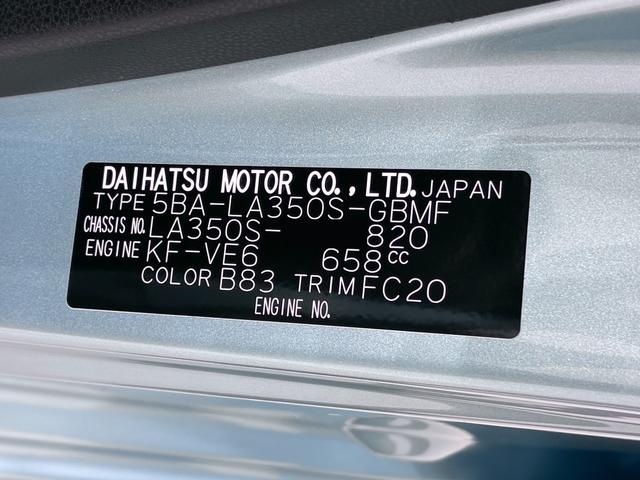 DAIHATSU MOTOR CO.,LTD. JAPAN
TYPE 5BA-LA350S-GBMF
CHASSIS NO. LA350S- 820
ENGINE KF-VE6 658cc
COLOR B83 TRIM FC20
ENGINE NO.